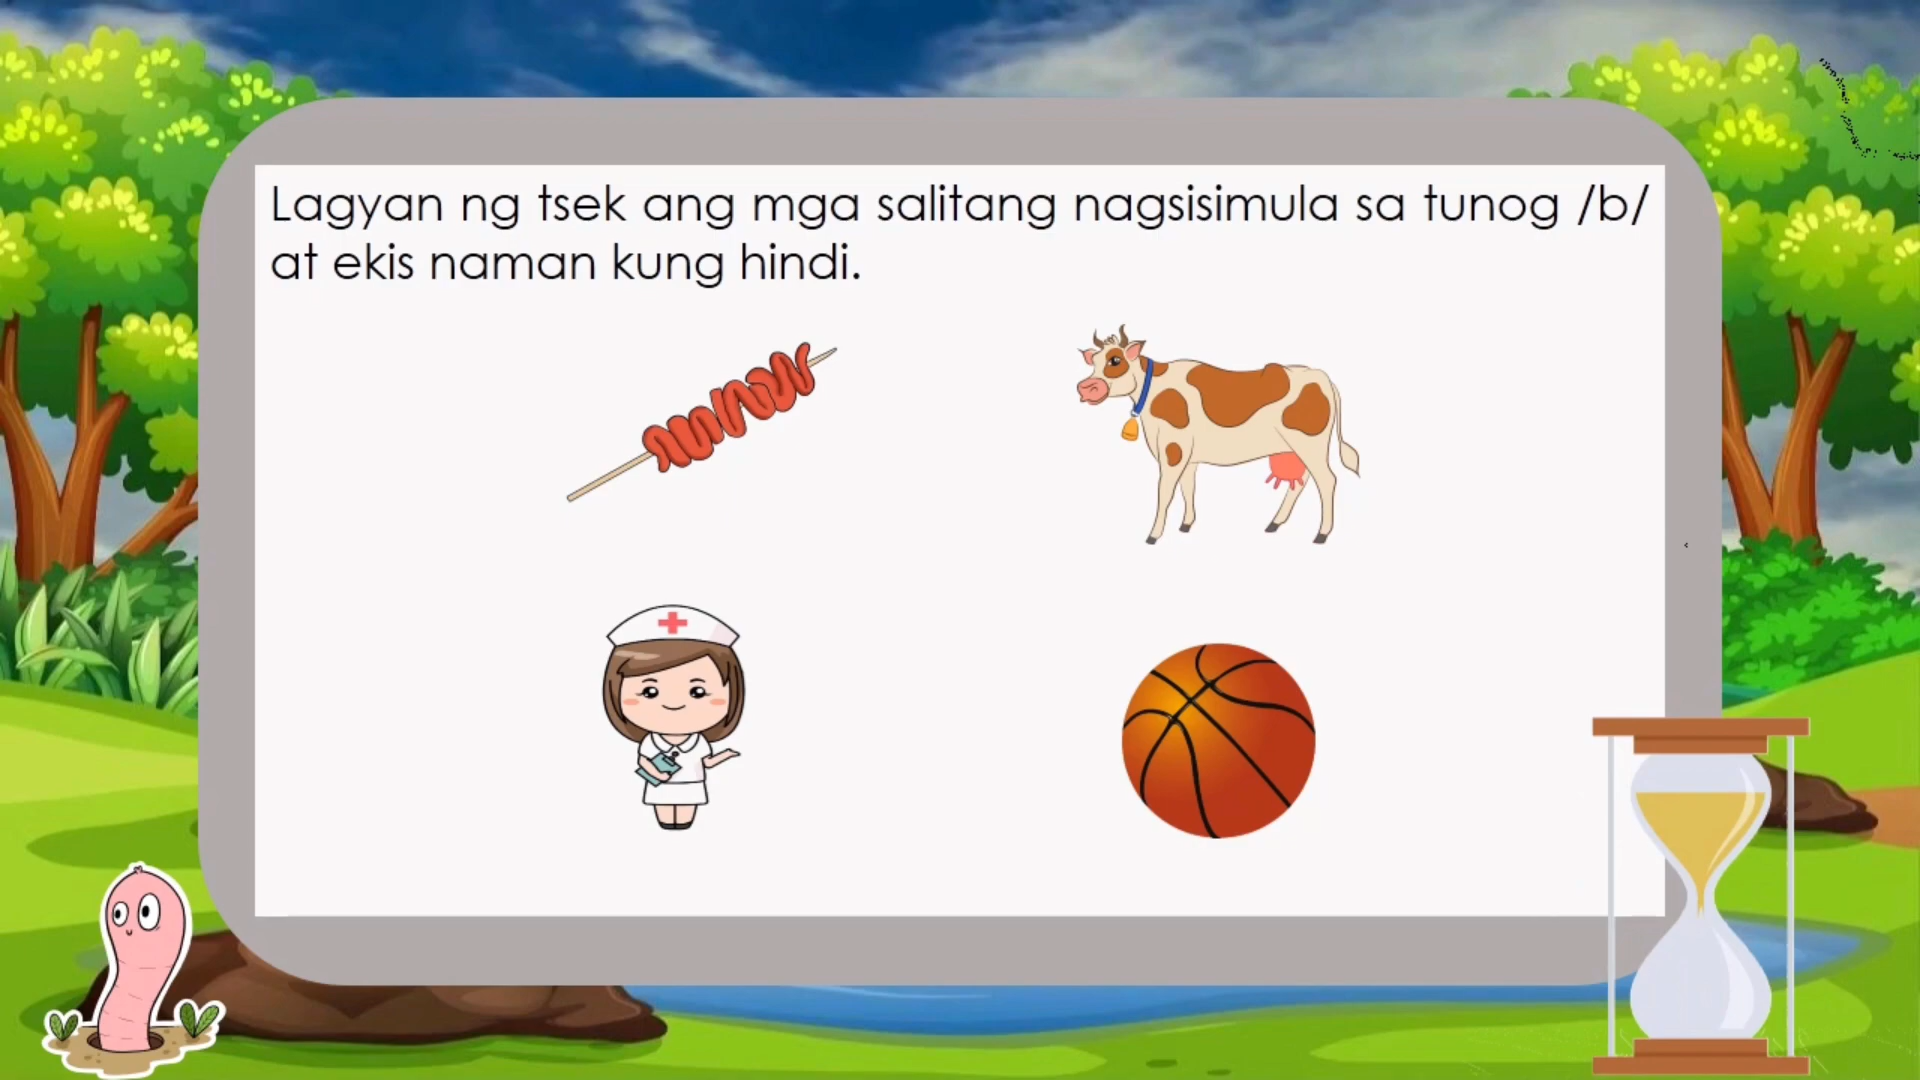 Lagyan ng tsek ang mga salitang nagsisimula sa tunog /b/
at ekis naman kung hindi.